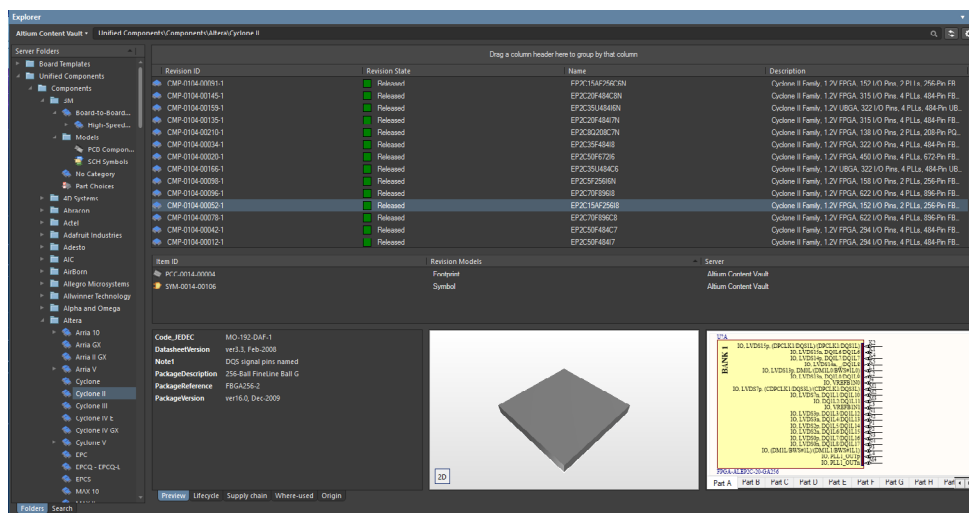 Explorer
Altium Content Vault
Unified Components\Components\Altera\Cyclone II
Server Folders
Board Templates
Unified Components
Components
3M
Board-to-Board...
High-Speed...
Models
PCD Compon...
SCH Symbols
No Category
Part Choices
4D Systems
Abracon
Actel
Adafruit Industries
Adesto
AIC
AirBorn
Allegro Microsystems
Allwinner Technology
Alpha and Omega
Altera
Arria 10
Arria GX
Arria II GX
Arria V
Cyclone
Cyclone II
Cyclone III
Cyclone IV E
Cyclone IV GX
Cyclone V
EPC
EPCQ - EPCQ-L
EPCS
MAX 10
Folders Search
Drag a column header here to group by that column
Revision ID Revision State Name Description
CMP-0104-00091-1 Released EP2C15AF256C6N Cyclone II Family, 1.2V FPGA, 152 I/O Pins, 2 PLLs, 256-Pin FB...
CMP-0104-00145-1 Released EP2C20F484C8N Cyclone II Family, 1.2V FPGA, 315 I/O Pins, 4 PLLs, 484-Pin FB...
CMP-0104-00159-1 Released EP2C35U484I6N Cyclone II Family, 1.2V UBGA, 322 I/O Pins, 4 PLLs, 484-Pin UB...
CMP-0104-00135-1 Released EP2C20F484I7N Cyclone II Family, 1.2V FPGA, 315 I/O Pins, 4 PLLs, 484-Pin FB...
CMP-0104-00210-1 Released EP2C8Q208C7N Cyclone II Family, 1.2V FPGA, 138 I/O Pins, 2 PLLs, 208-Pin PQ...
CMP-0104-00034-1 Released EP2C35F484I8 Cyclone II Family, 1.2V FPGA, 322 I/O Pins, 4 PLLs, 484-Pin FB...
CMP-0104-00020-1 Released EP2C50F672I6 Cyclone II Family, 1.2V FPGA, 450 I/O Pins, 4 PLLs, 672-Pin FB...
CMP-0104-00166-1 Released EP2C35U484C6 Cyclone II Family, 1.2V UBGA, 322 I/O Pins, 4 PLLs, 484-Pin UB...
CMP-0104-00098-1 Released EP2C5F256I6N Cyclone II Family, 1.2V FPGA, 158 I/O Pins, 2 PLLs, 256-Pin FB...
CMP-0104-00096-1 Released EP2C70F896I8 Cyclone II Family, 1.2V FPGA, 622 I/O Pins, 4 PLLs, 896-Pin FB...
CMP-0104-00052-1 Released EP2C15AF256I8 Cyclone II Family, 1.2V FPGA, 152 I/O Pins, 2 PLLs, 256-Pin FB...
CMP-0104-00078-1 Released EP2C70F896C8 Cyclone II Family, 1.2V FPGA, 622 I/O Pins, 4 PLLs, 896-Pin FB...
CMP-0104-00042-1 Released EP2C50F484C7 Cyclone II Family, 1.2V FPGA, 294 I/O Pins, 4 PLLs, 484-Pin FB...
CMP-0104-00012-1 Released EP2C50F484I7 Cyclone II Family, 1.2V FPGA, 294 I/O Pins, 4 PLLs, 484-Pin FB...
Item ID Revision Models Server
PCC-0014-00004 Footprint Altium Content Vault
SYM-0014-00106 Symbol Altium Content Vault
Code_JEDEC MO-192-DAF-1
DatasheetVersion ver3.3, Feb-2008
Note1 DQS signal pins named
PackageDescription 256-Ball FineLine Ball G
PackageReference FBGA256-2
PackageVersion ver16.0, Dec-2009
Preview Lifecycle Supply chain Where-used Origin
2D
BANK 1
IO, VREFB1N0
IO, VREFB1N1
IO, PLL1_OUTp
IO, PLL1_OUTn
Part A Part B Part C Part D Part E Part F Part G Part H